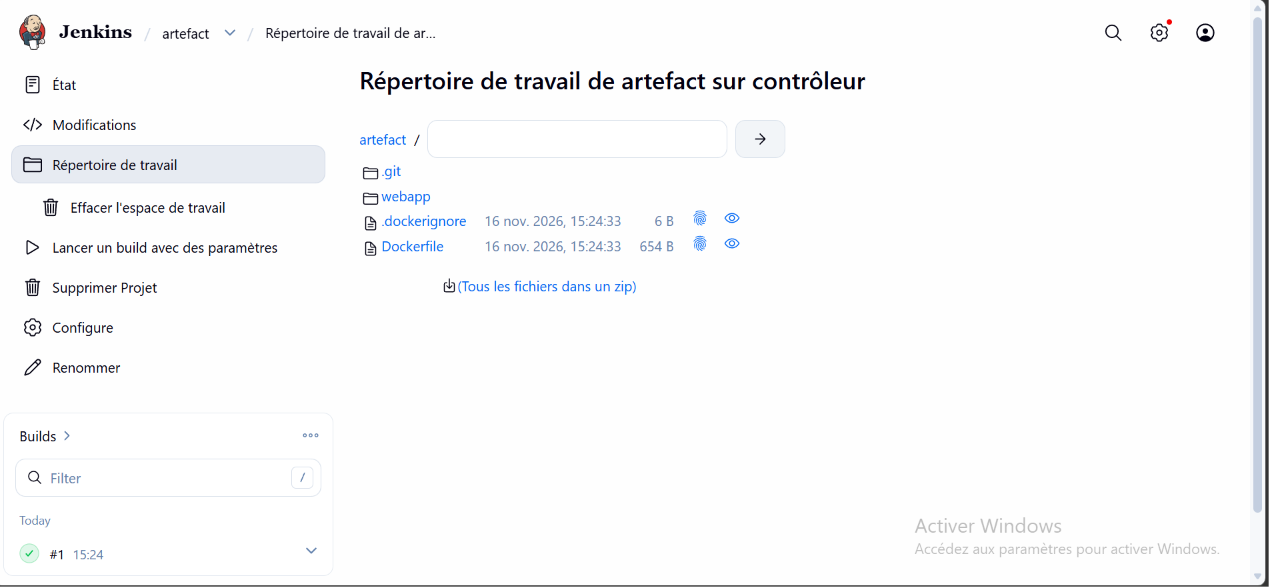 Jenkins / artefact / Répertoire de travail de ar...
État
Modifications
Répertoire de travail
Effacer l'espace de travail
Lancer un build avec des paramètres
Supprimer Projet
Configure
Renommer
Builds
Filter /
Today
#1 15:24
Répertoire de travail de artefact sur contrôleur
artefact /
.git
webapp
.dockerignore 16 nov. 2026, 15:24:33 6 B
Dockerfile 16 nov. 2026, 15:24:33 654 B
(Tous les fichiers dans un zip)
Activer Windows
Accédez aux paramètres pour activer Windows.